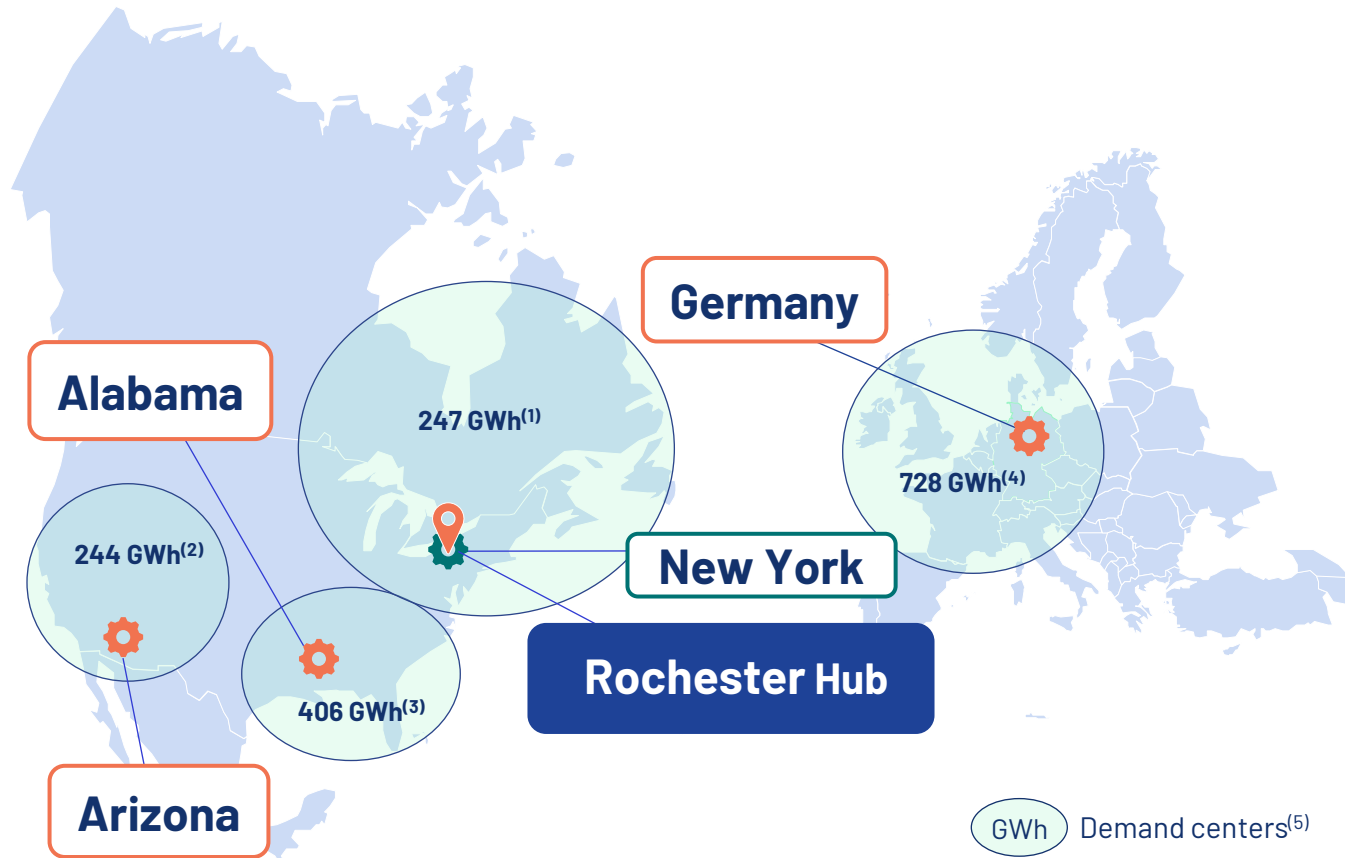 Germany
Alabama
247 GWh(1)
728 GWh(4)
244 GWh(2)
New York
Rochester Hub
406 GWh(3)
Arizona
GWh Demand centers(5)